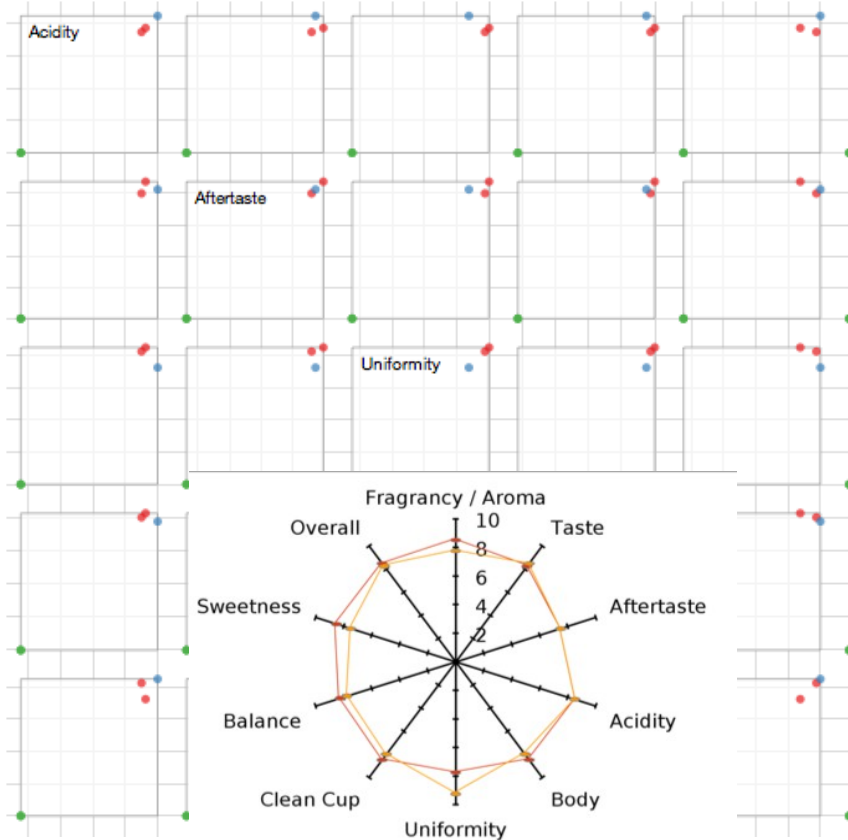 Acidity
Aftertaste
Uniformity
Fragrancy / Aroma
10
Overall
Taste
8
6
Sweetness
Aftertaste
4
2
Balance
Acidity
Clean Cup
Body
Uniformity